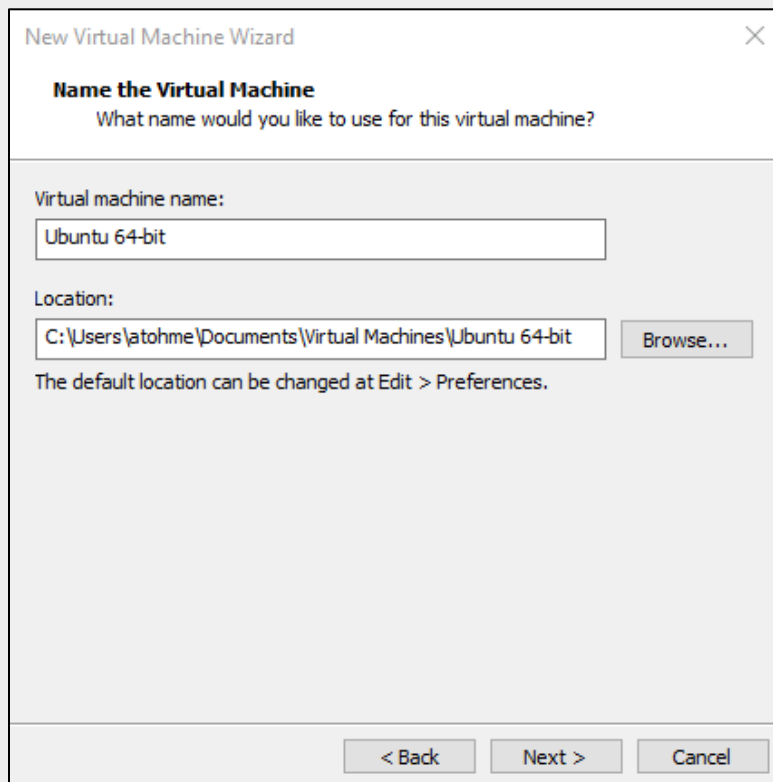 New Virtual Machine Wizard
Name the Virtual Machine
What name would you like to use for this virtual machine?
Virtual machine name:
Ubuntu 64-bit
Location:
C:\Users\atohme\Documents\Virtual Machines\Ubuntu 64-bit
Browse...
The default location can be changed at Edit > Preferences.
< Back
Next >
Cancel